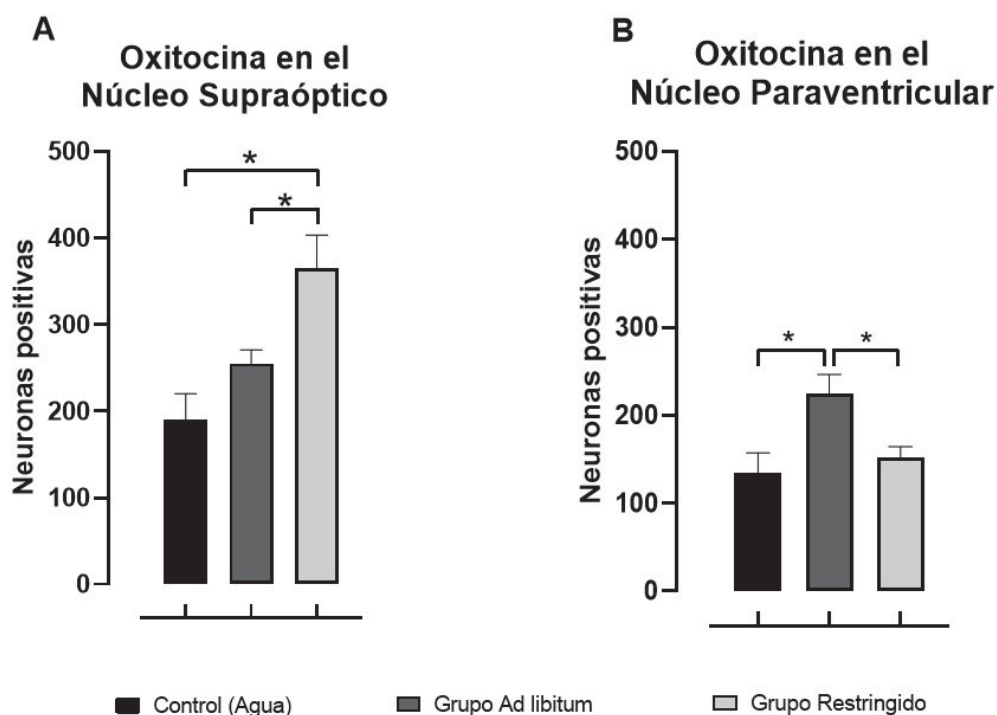 A
Oxitocina en el
Núcleo Supraóptico
500
400
300
200
100
0
Neuronas positivas
*
*
B
Oxitocina en el
Núcleo Paraventricular
500
400
300
200
100
0
Neuronas positivas
*
*
Control (Agua)
Grupo Ad libitum
Grupo Restringido